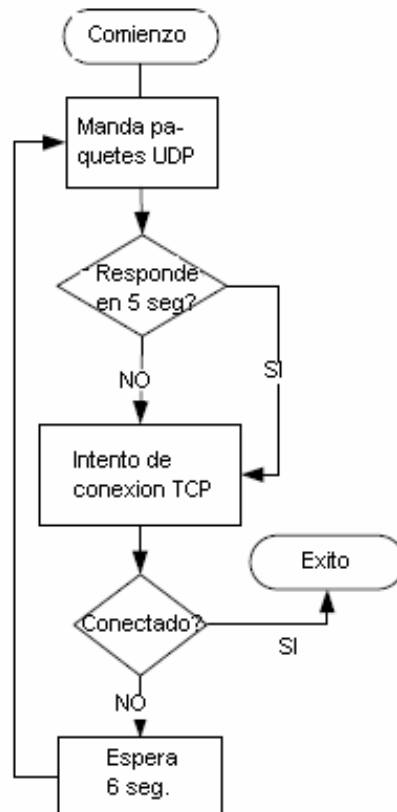 Comienzo
Manda pa-
quetes UDP
Responde
en 5 seg?
NO
SI
Intento de
conexion TCP
Exito
Conectado?
SI
NO
Espera
6 seg.